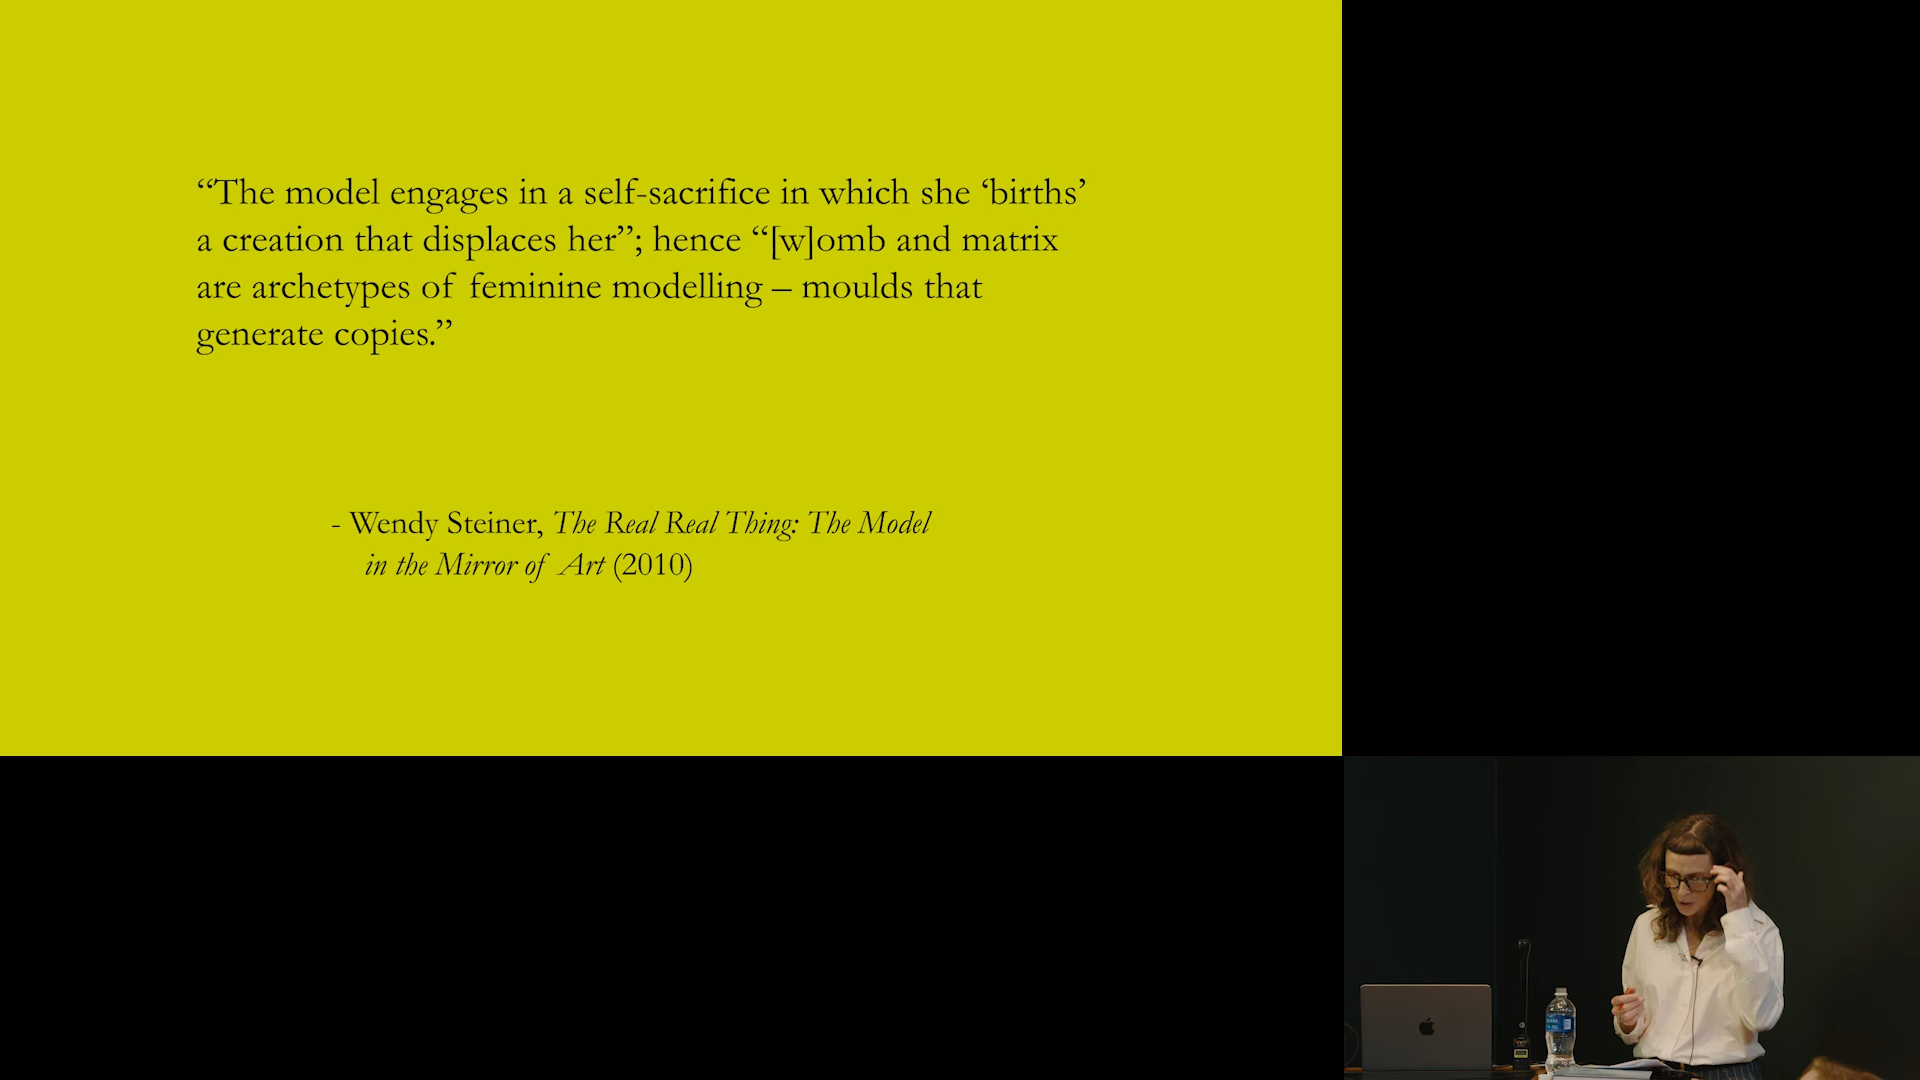 “The model engages in a self-sacrifice in which she ‘births’
a creation that displaces her”; hence “[w]omb and matrix
are archetypes of feminine modelling – moulds that
generate copies.”
- Wendy Steiner, The Real Real Thing: The Model
in the Mirror of Art (2010)